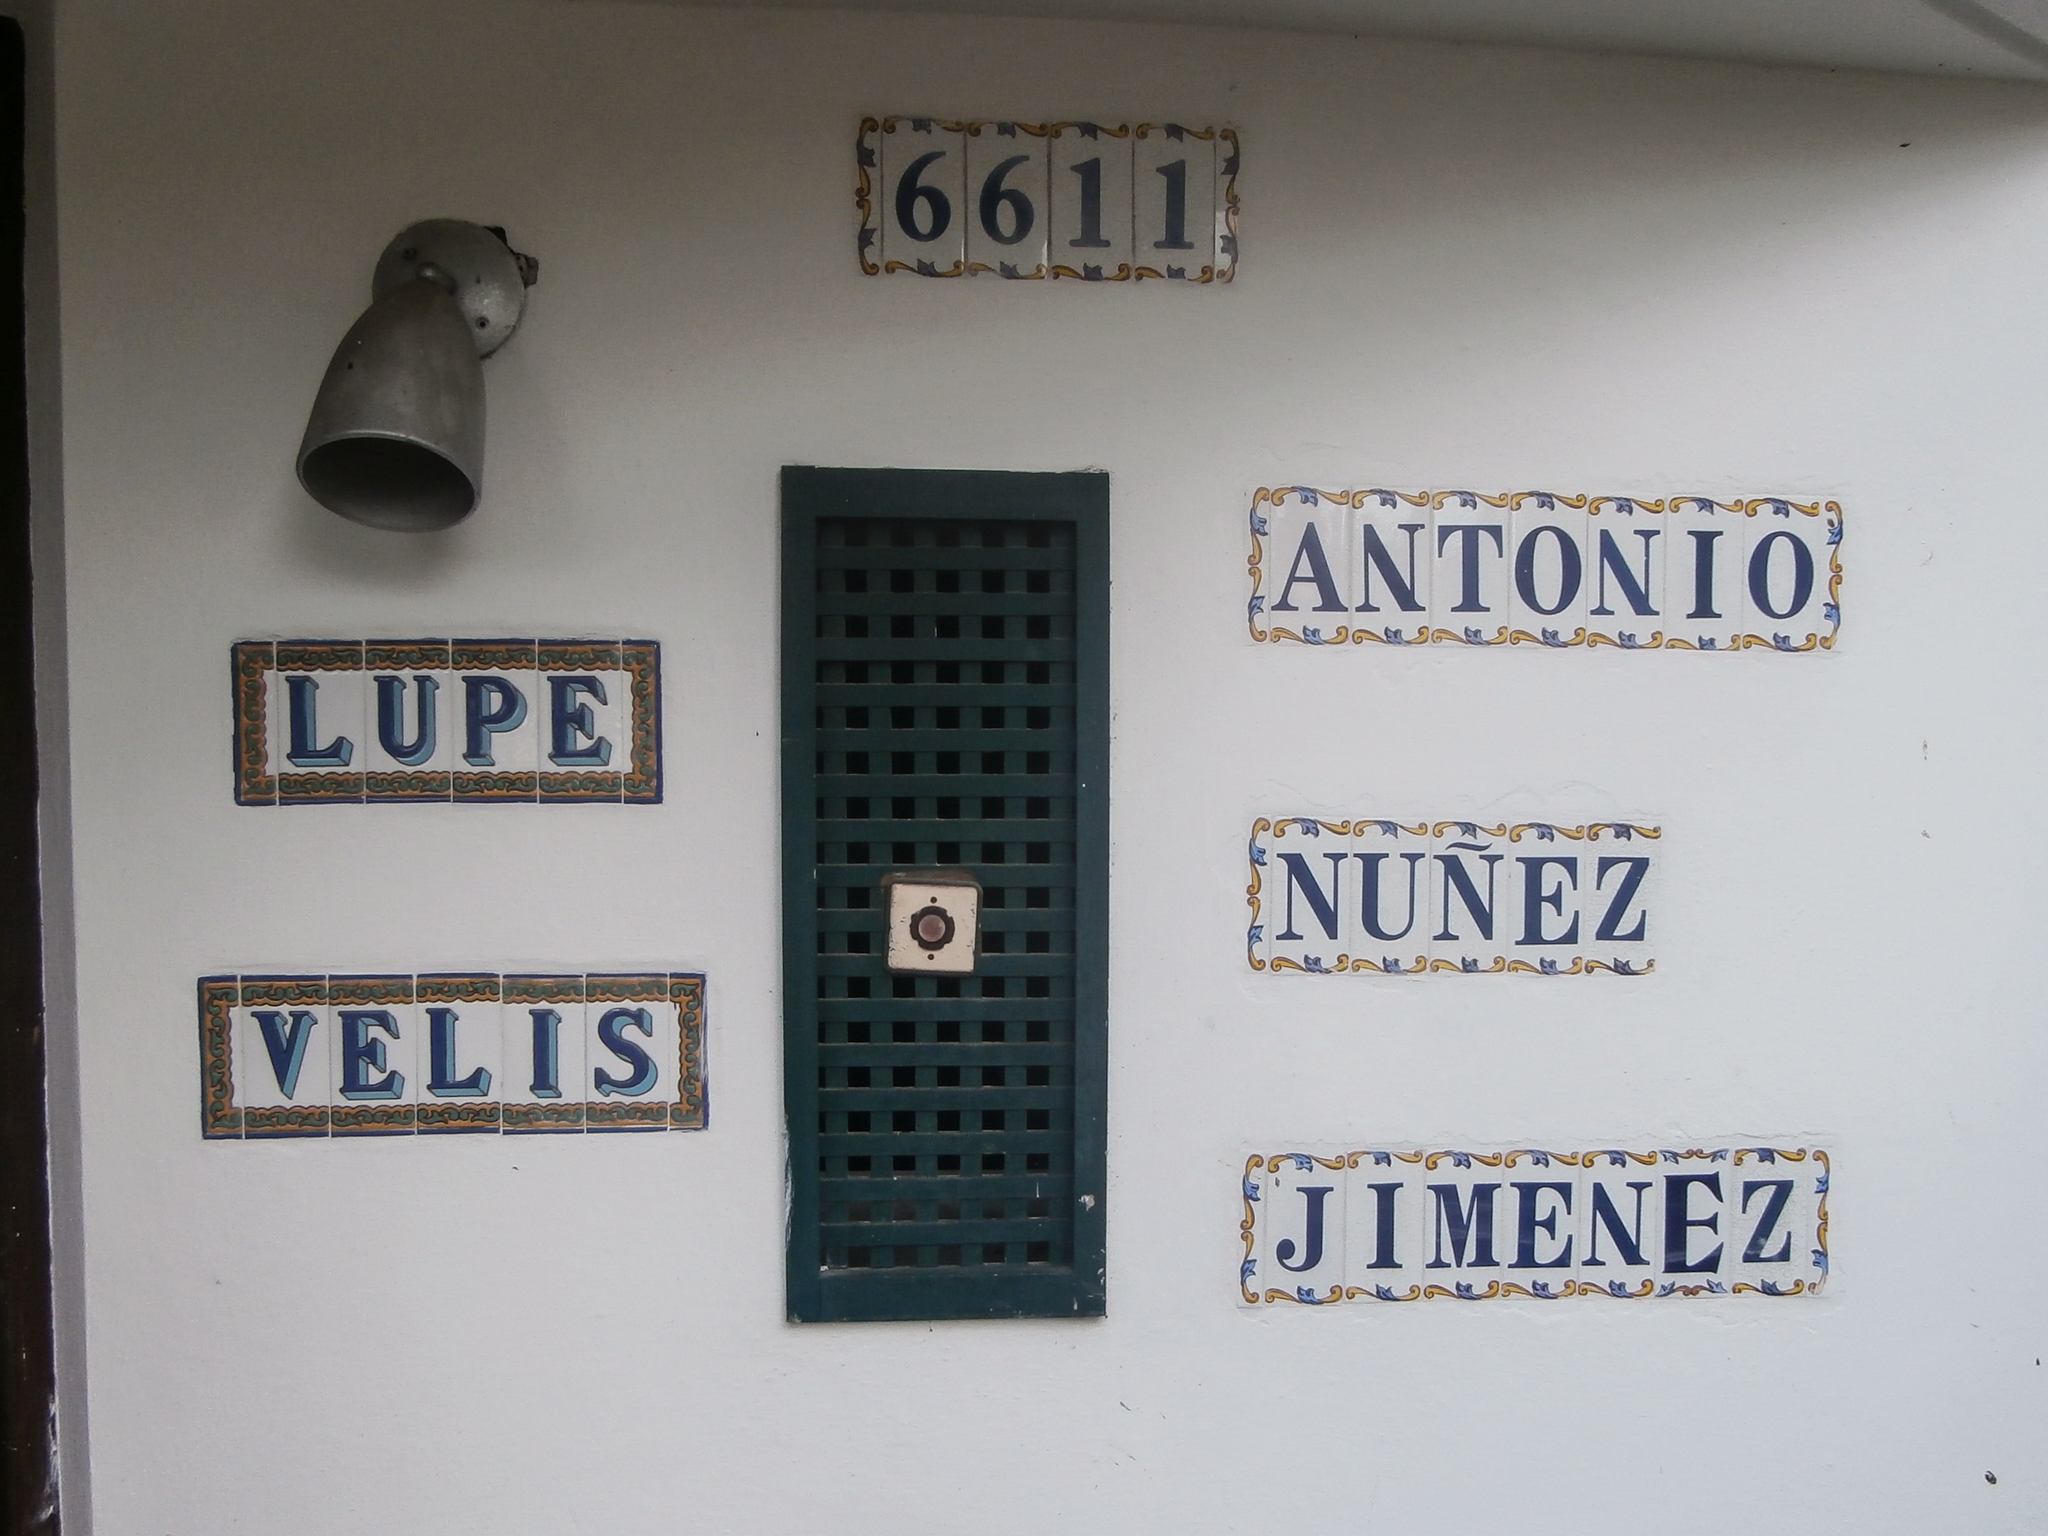 6611
LUPE
VELIS
ANTONIO
NUÑEZ
JIMENEZ